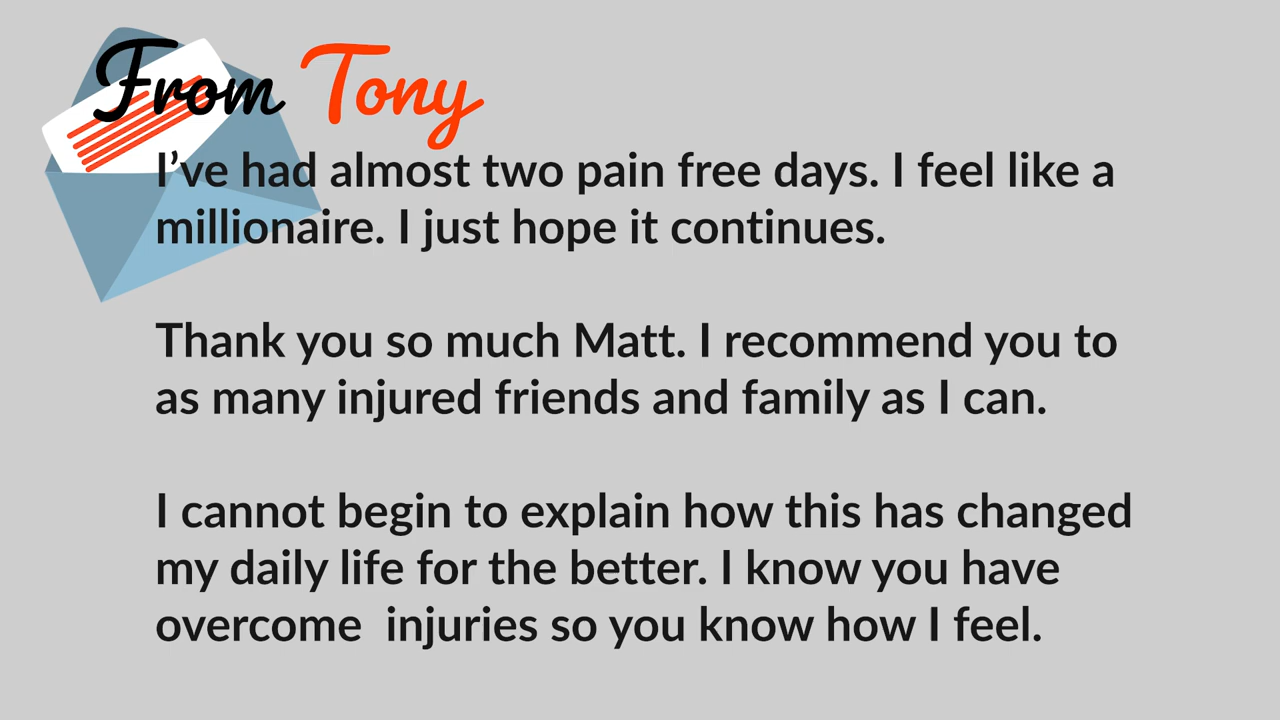 From Tony
I’ve had almost two pain free days. I feel like a
millionaire. I just hope it continues.
Thank you so much Matt. I recommend you to
as many injured friends and family as I can.
I cannot begin to explain how this has changed
my daily life for the better. I know you have
overcome  injuries so you know how I feel.